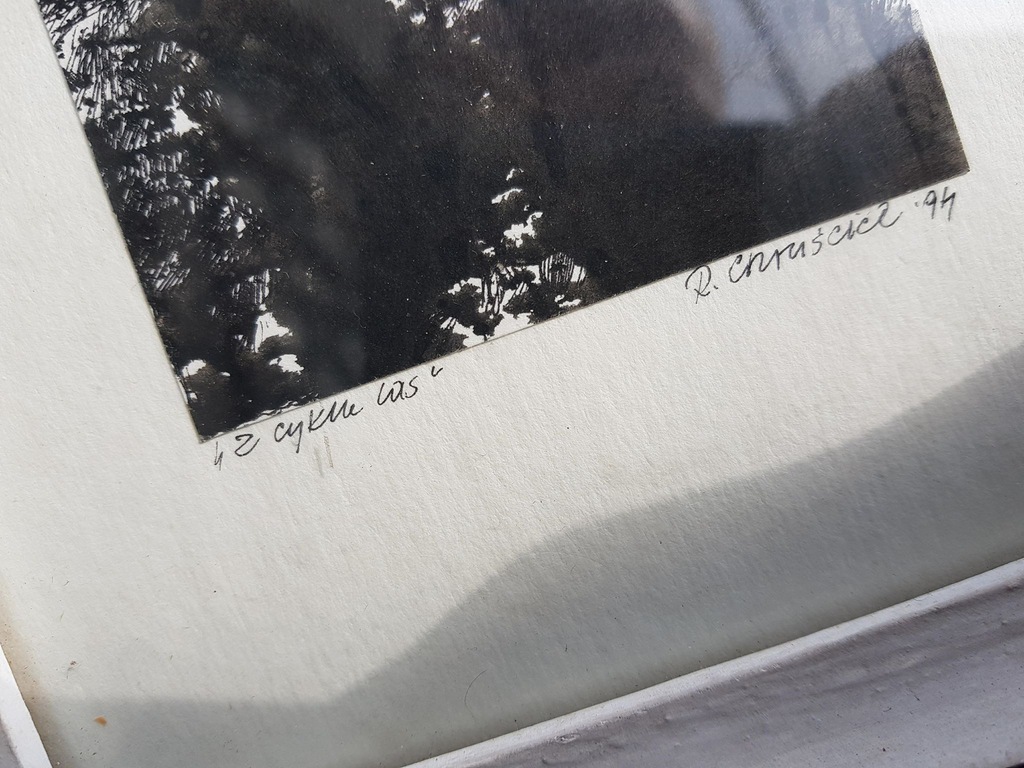 „Z cyklu las"
R. Chruściel '94